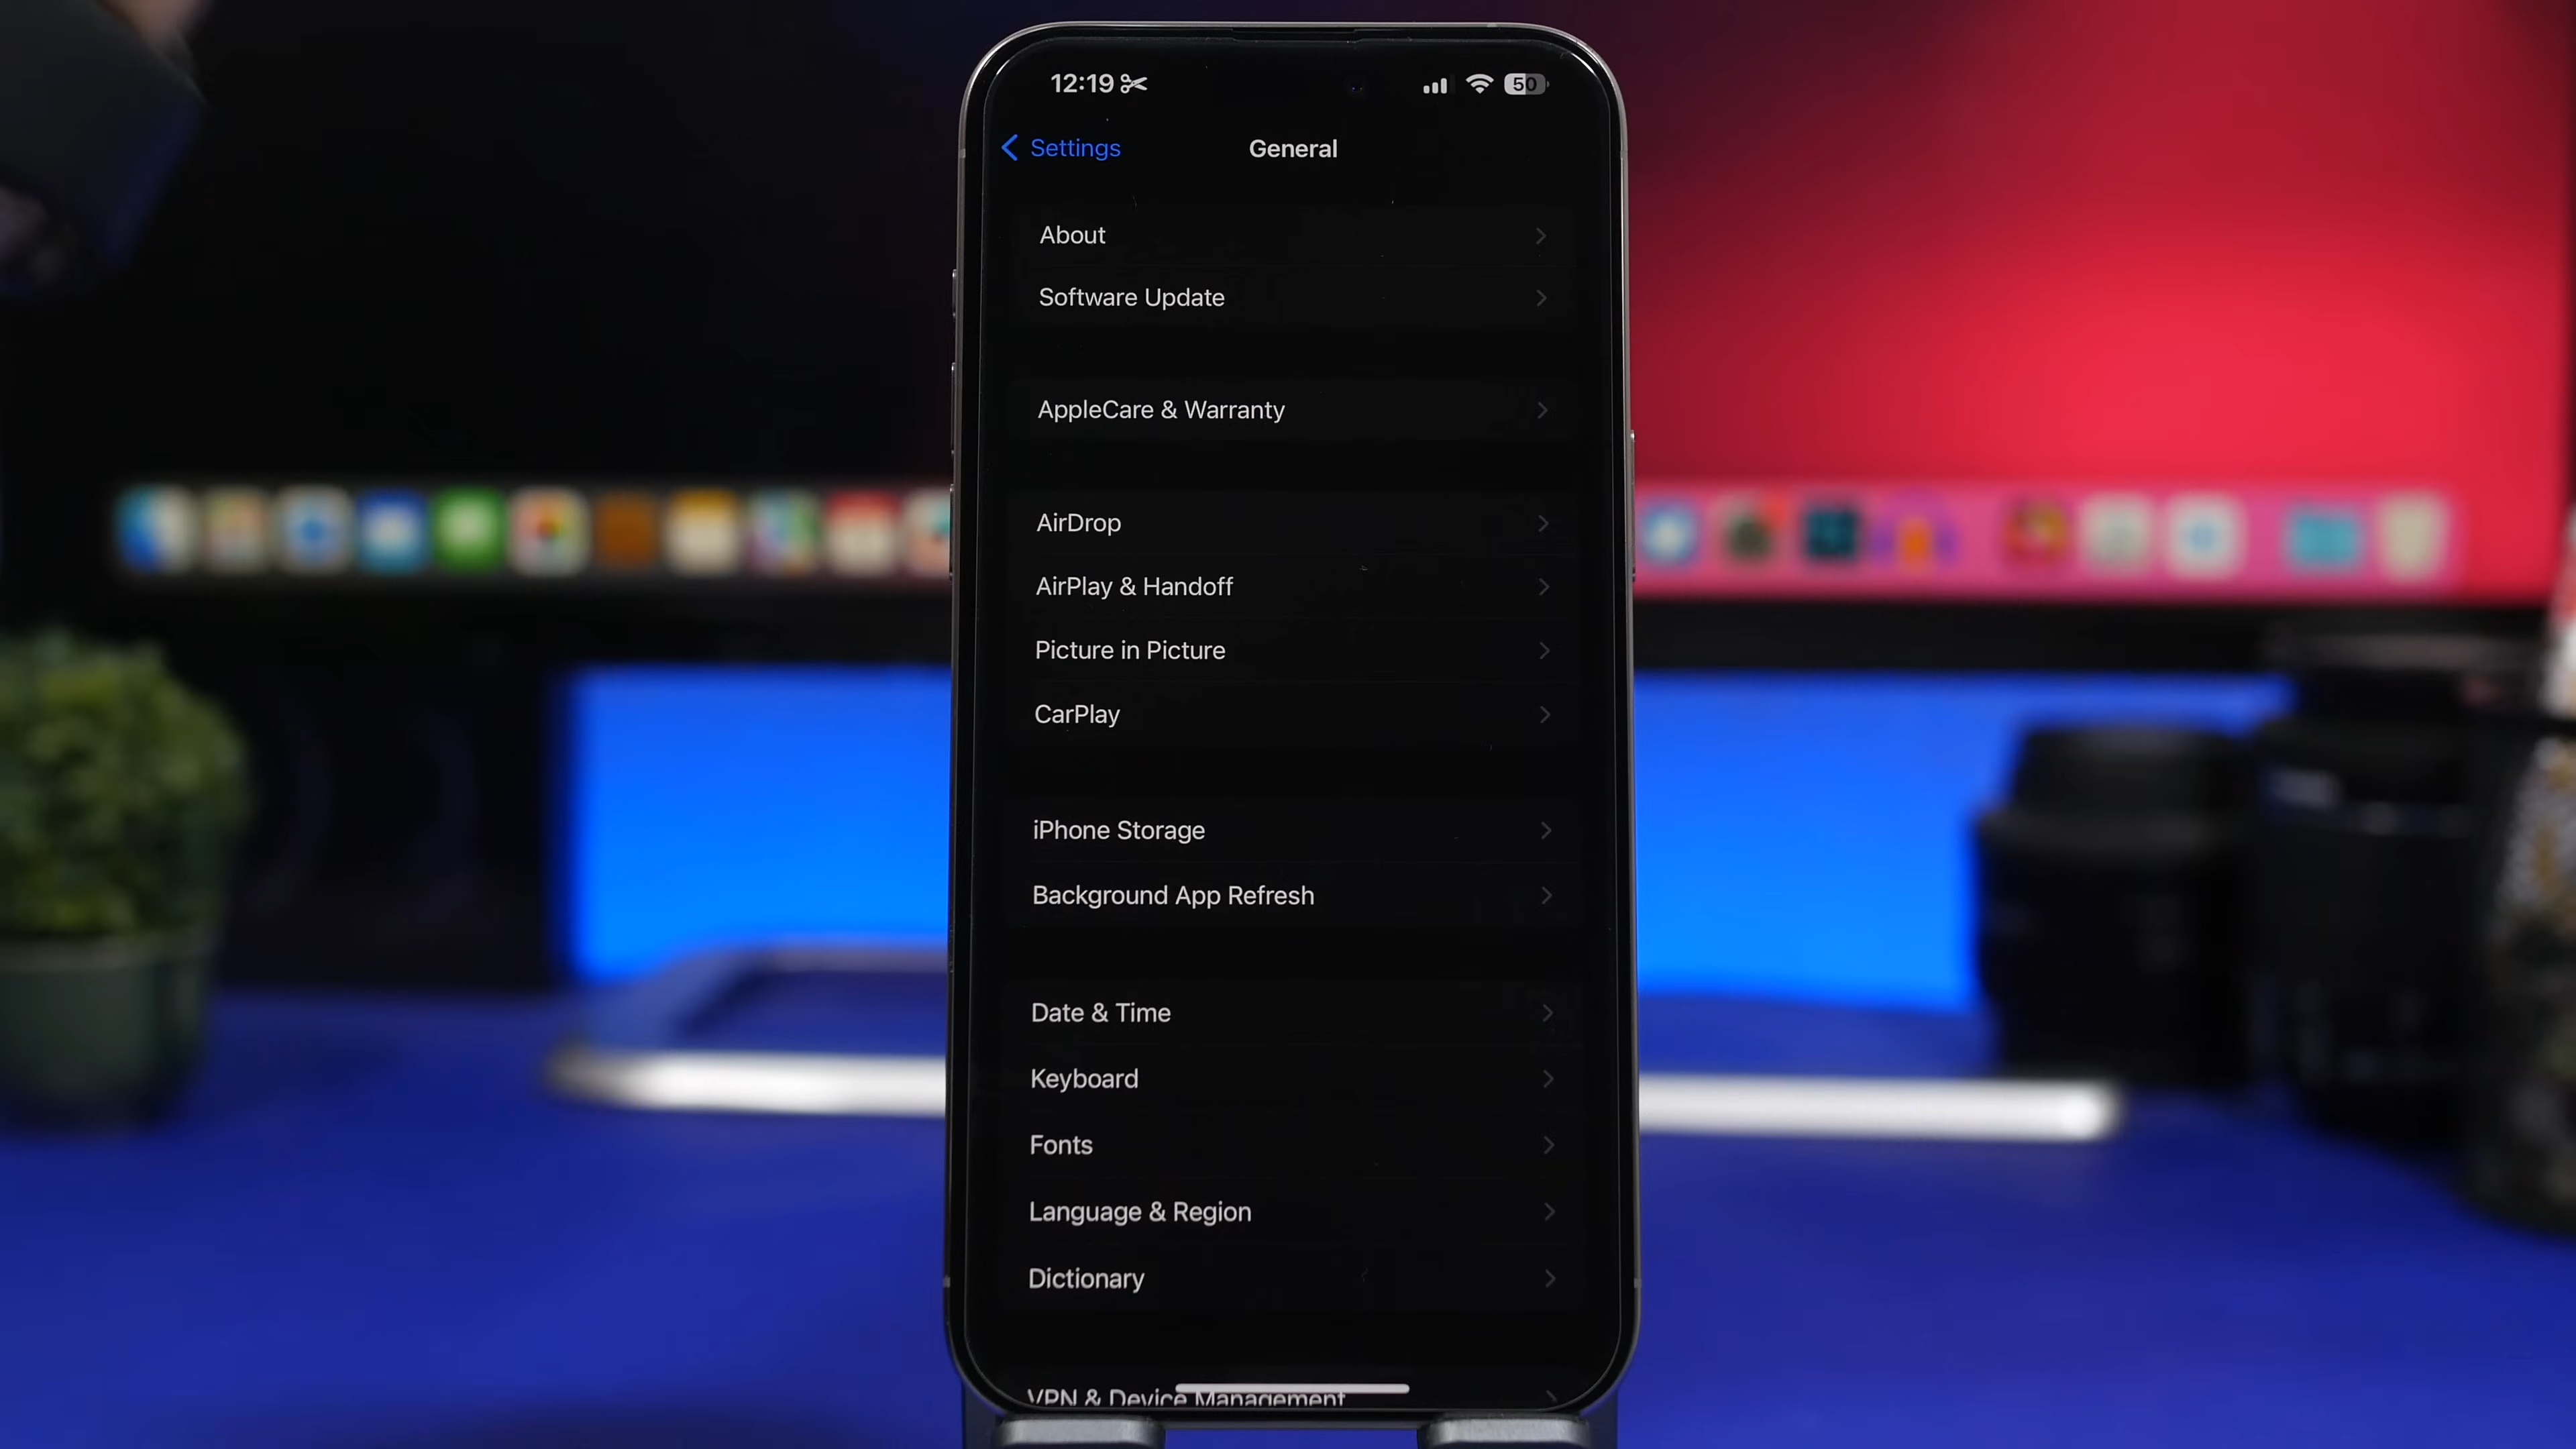 12:19
50
Settings
General
About
Software Update
AppleCare & Warranty
AirDrop
AirPlay & Handoff
Picture in Picture
CarPlay
iPhone Storage
Background App Refresh
Date & Time
Keyboard
Fonts
Language & Region
Dictionary
VPN & Device Management